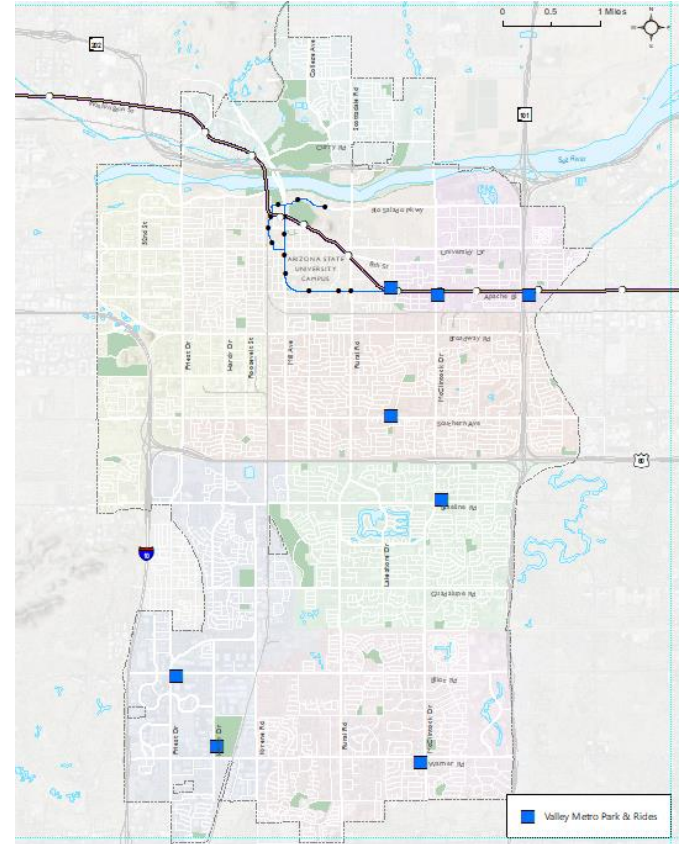 0 0.5 1 Miles
N
W E
S
202
College Ave
Scottsdale Rd
101
Washington St
Curry Rd
Salt River
52nd St
Rio Salado Pkwy
University Dr
8th St
ARIZONA STATE
UNIVERSITY
CAMPUS
Apache Bl
Priest Dr
Hardy Dr
Roosevelt St
Mill Ave
Rural Rd
McClintock Dr
Broadway Rd
Southern Ave
60
Baseline Rd
10
Lakeshore Dr
Guadalupe Rd
Elliot Rd
Priest Dr
Dr
Kyrene Rd
Rural Rd
McClintock Dr
Warner Rd
Valley Metro Park & Rides